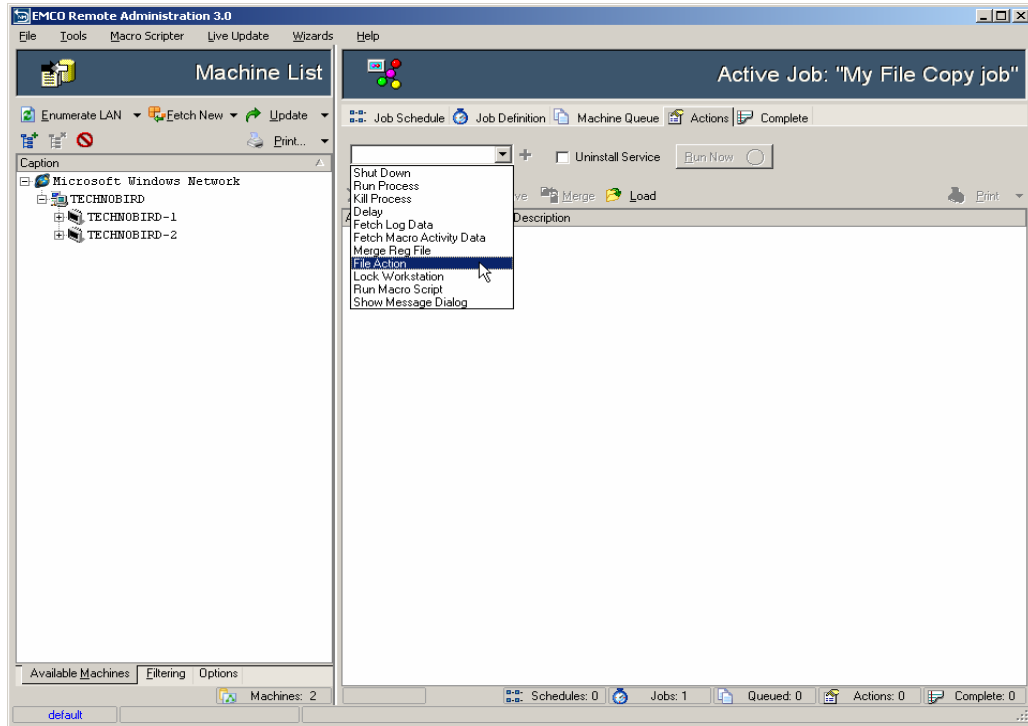 EMCO Remote Administration 3.0
File Tools Macro Scripter Live Update Wizards Help
Machine List
Active Job: "My File Copy job"
Enumerate LAN Fetch New Update
Job Schedule Job Definition Machine Queue Actions Complete
Print...
Uninstall Service Run Now
Caption
Microsoft Windows Network
TECHNOBIRD
TECHNOBIRD-1
TECHNOBIRD-2
Shut Down
Run Process
Kill Process
Delay
Fetch Log Data
Fetch Macro Activity Data
Merge Reg File
File Action
Lock Workstation
Run Macro Script
Show Message Dialog
Merge Load Print
Description
Available Machines Filtering Options
Machines: 2
Schedules: 0 Jobs: 1 Queued: 0 Actions: 0 Complete: 0
default